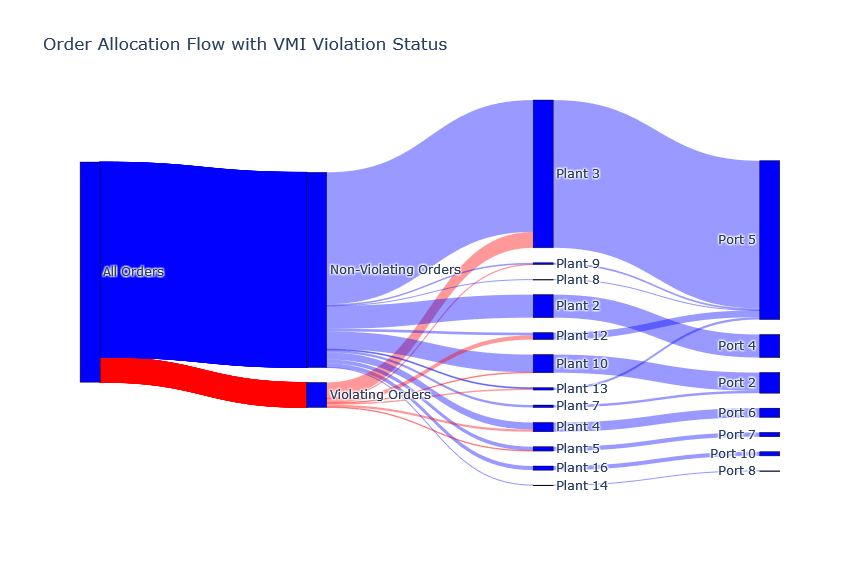 Order Allocation Flow with VMI Violation Status
All Orders
Non-Violating Orders
Violating Orders
Plant 3
Plant 9
Plant 8
Plant 2
Plant 12
Plant 10
Plant 13
Plant 7
Plant 4
Plant 5
Plant 16
Plant 14
Port 5
Port 4
Port 2
Port 6
Port 7
Port 10
Port 8